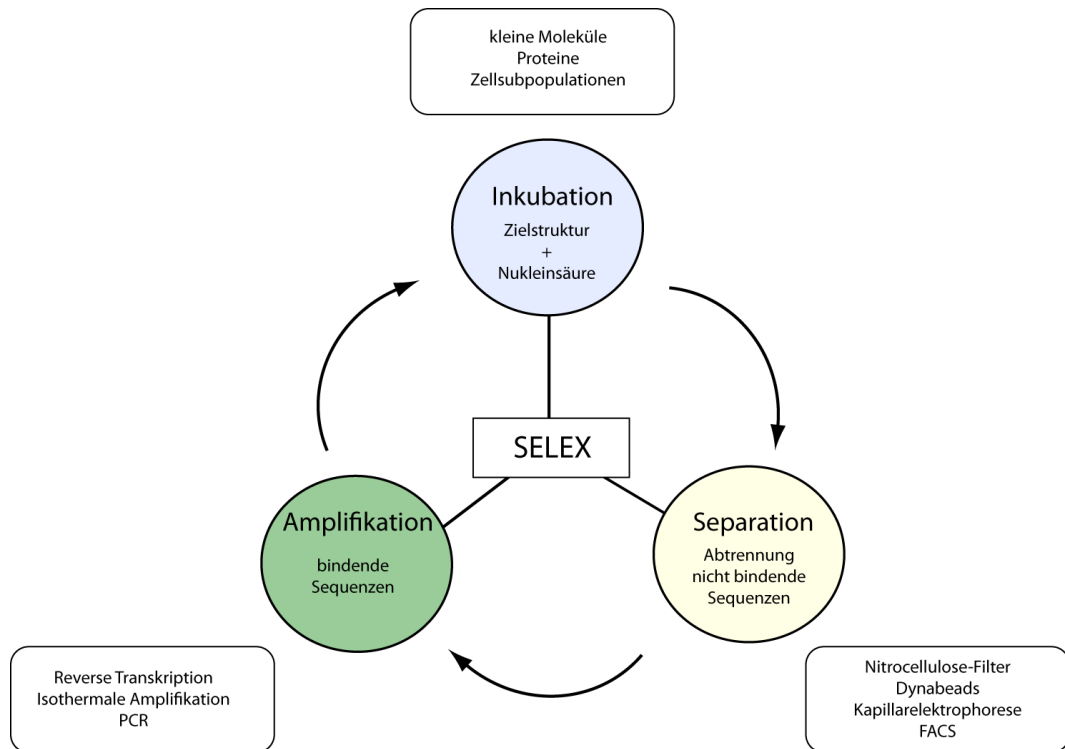 kleine Moleküle
Proteine
Zellsubpopulationen
Inkubation
Zielstruktur
+
Nukleinsäure
SELEX
Amplifikation
bindende
Sequenzen
Separation
Abtrennung
nicht bindende
Sequenzen
Reverse Transkription
Isothermale Amplifikation
PCR
Nitrocellulose-Filter
Dynabeads
Kapillarelektrophorese
FACS